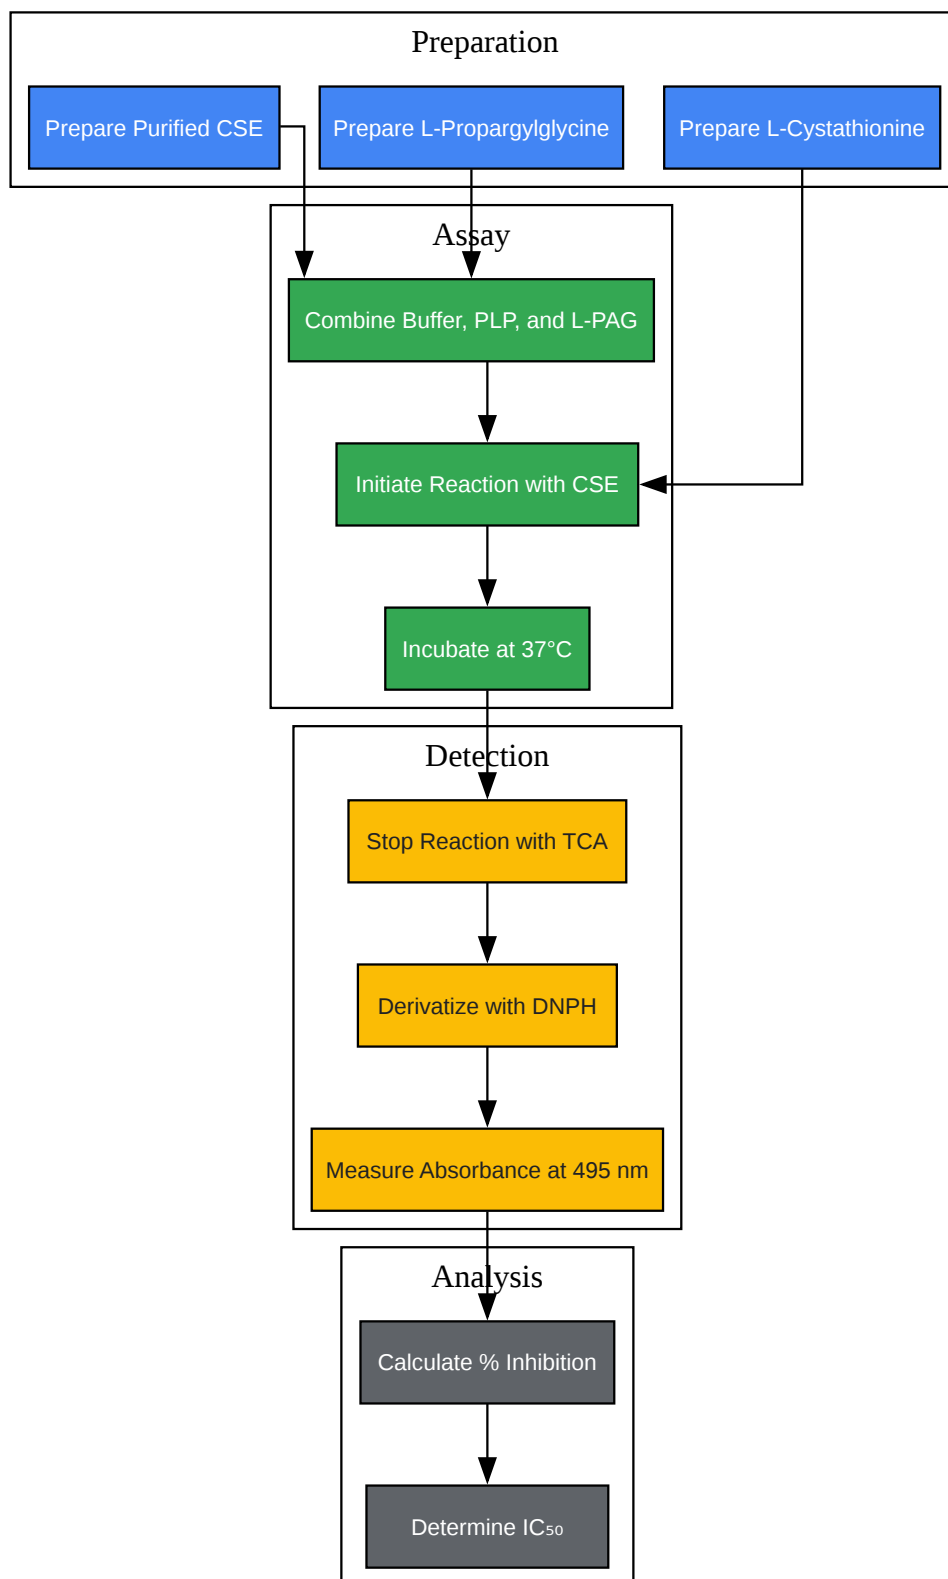 Preparation
Prepare Purified CSE
Prepare L-Propargylglycine
Prepare L-Cystathionine
Assay
Combine Buffer, PLP, and L-PAG
Initiate Reaction with CSE
Incubate at 37°C
Detection
Stop Reaction with TCA
Derivatize with DNPH
Measure Absorbance at 495 nm
Analysis
Calculate % Inhibition
Determine IC₅₀